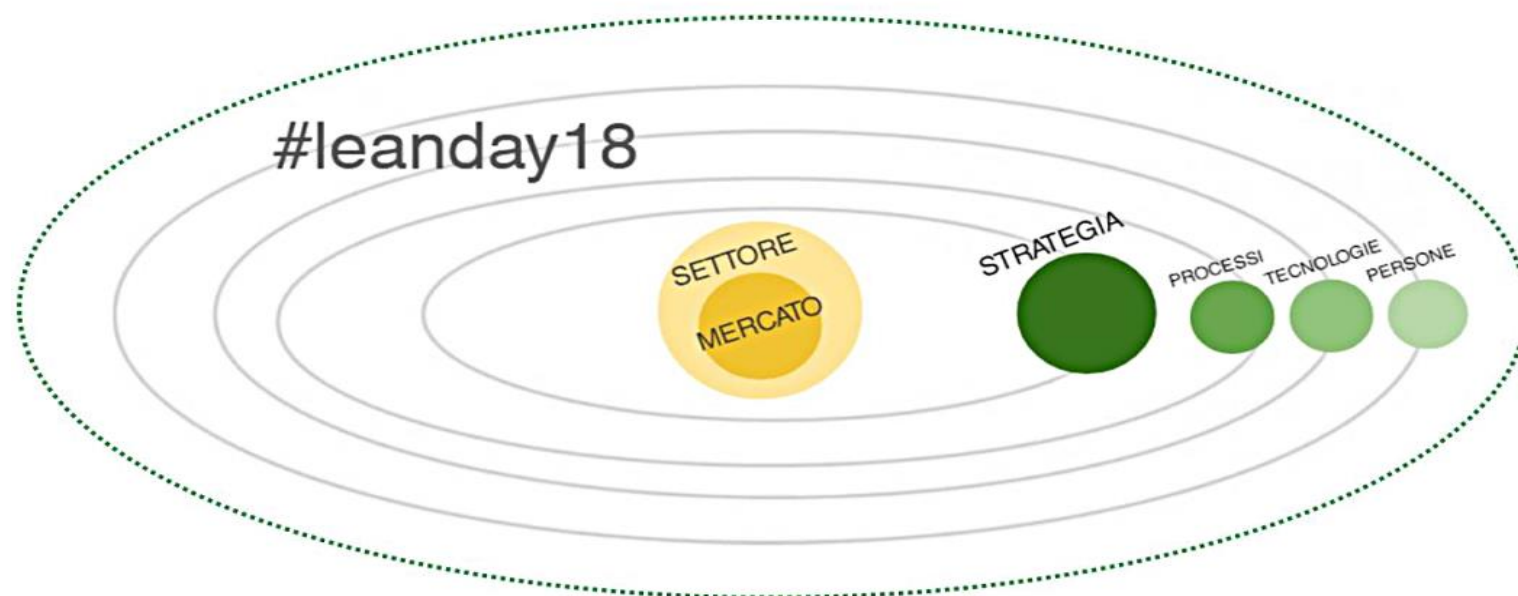 #leanday18
SETTORE
MERCATO
STRATEGIA
PROCESSI
TECNOLOGIE
PERSONE